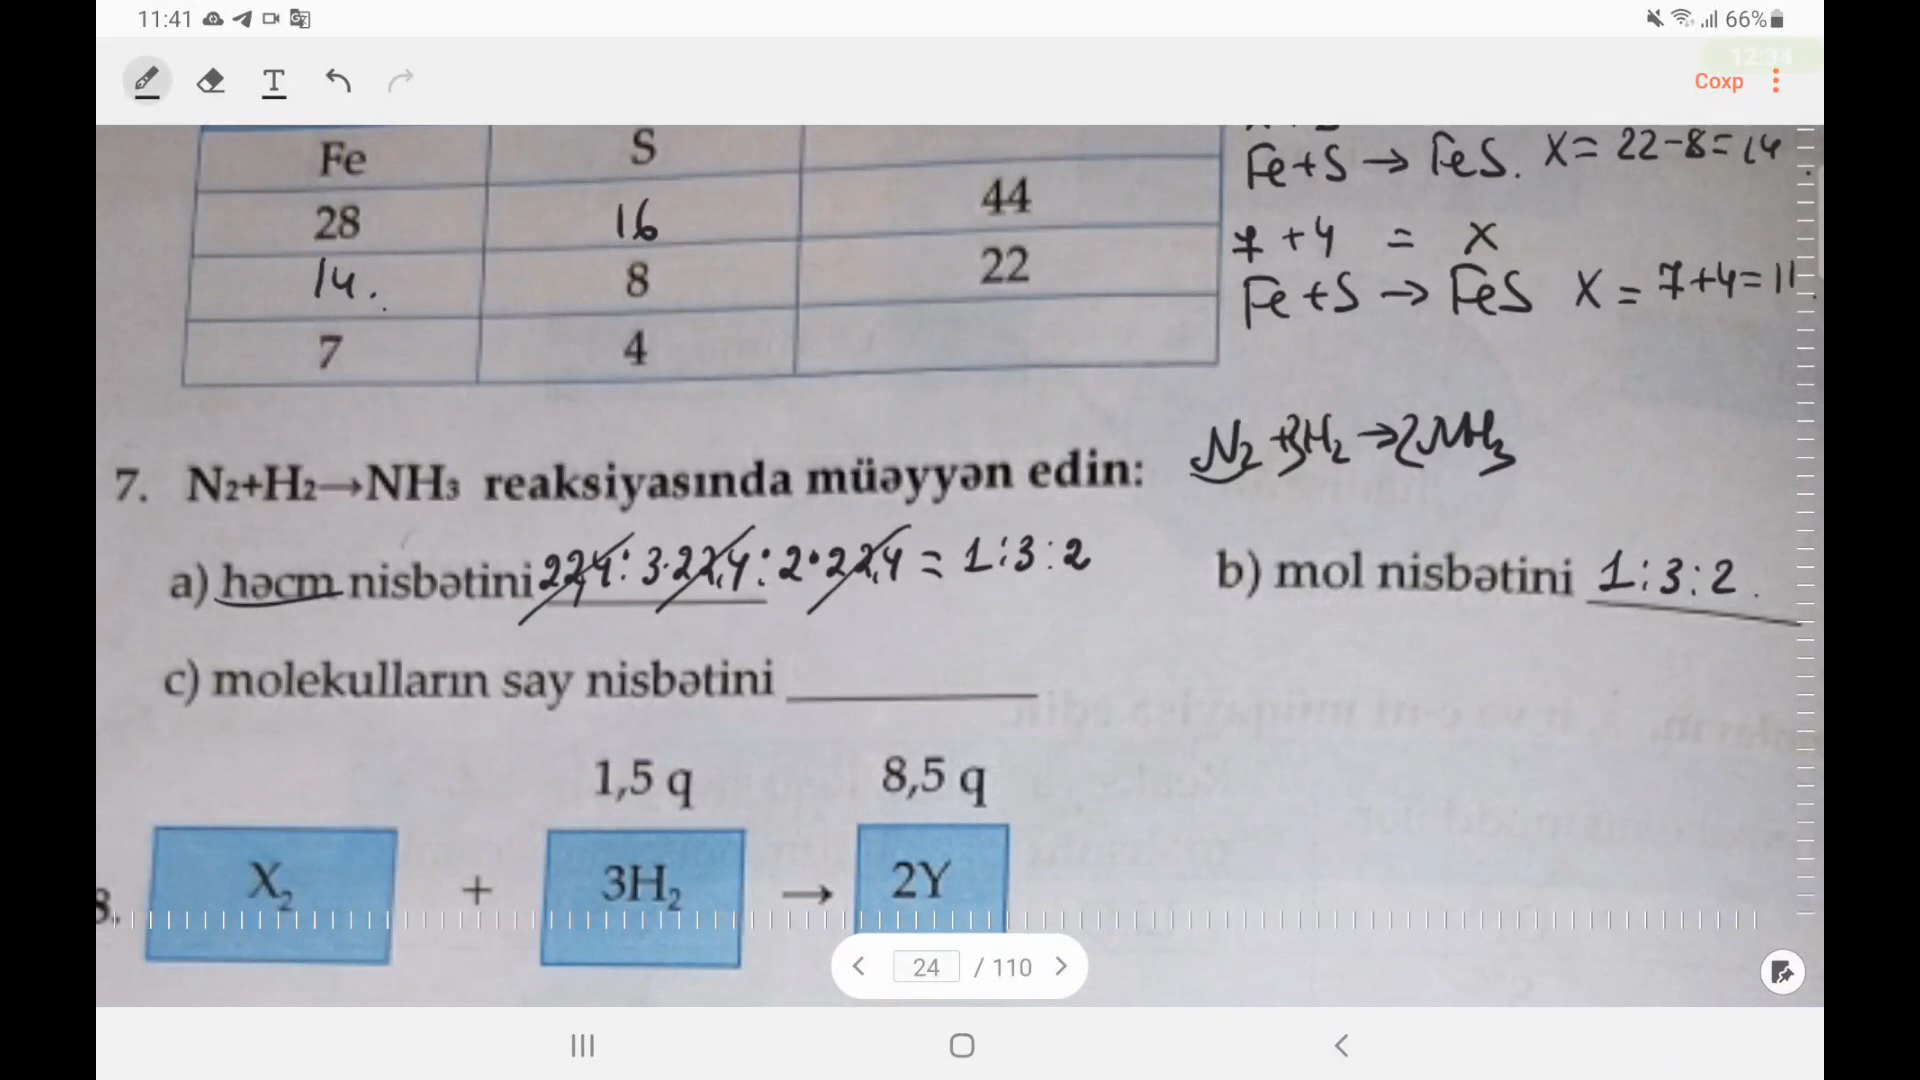 11:41
66%
12:34
Сохр
Fe S
28 16 44
14. 8 22
7 4
Fe+S → FeS. X = 22-8=14
7 + 4 = X
Fe+S → FeS X = 7+4=11
N2+3H2→2NH3
7. N2+H2→NH3 reaksiyasında müəyyən edin:
a) həcm nisbətini 22,4:3·22,4:2·22,4 = 1:3:2
b) mol nisbətini 1:3:2.
c) molekulların say nisbətini
1,5 q 8,5 q
8. X2 + 3H2 → 2Y
24 / 110